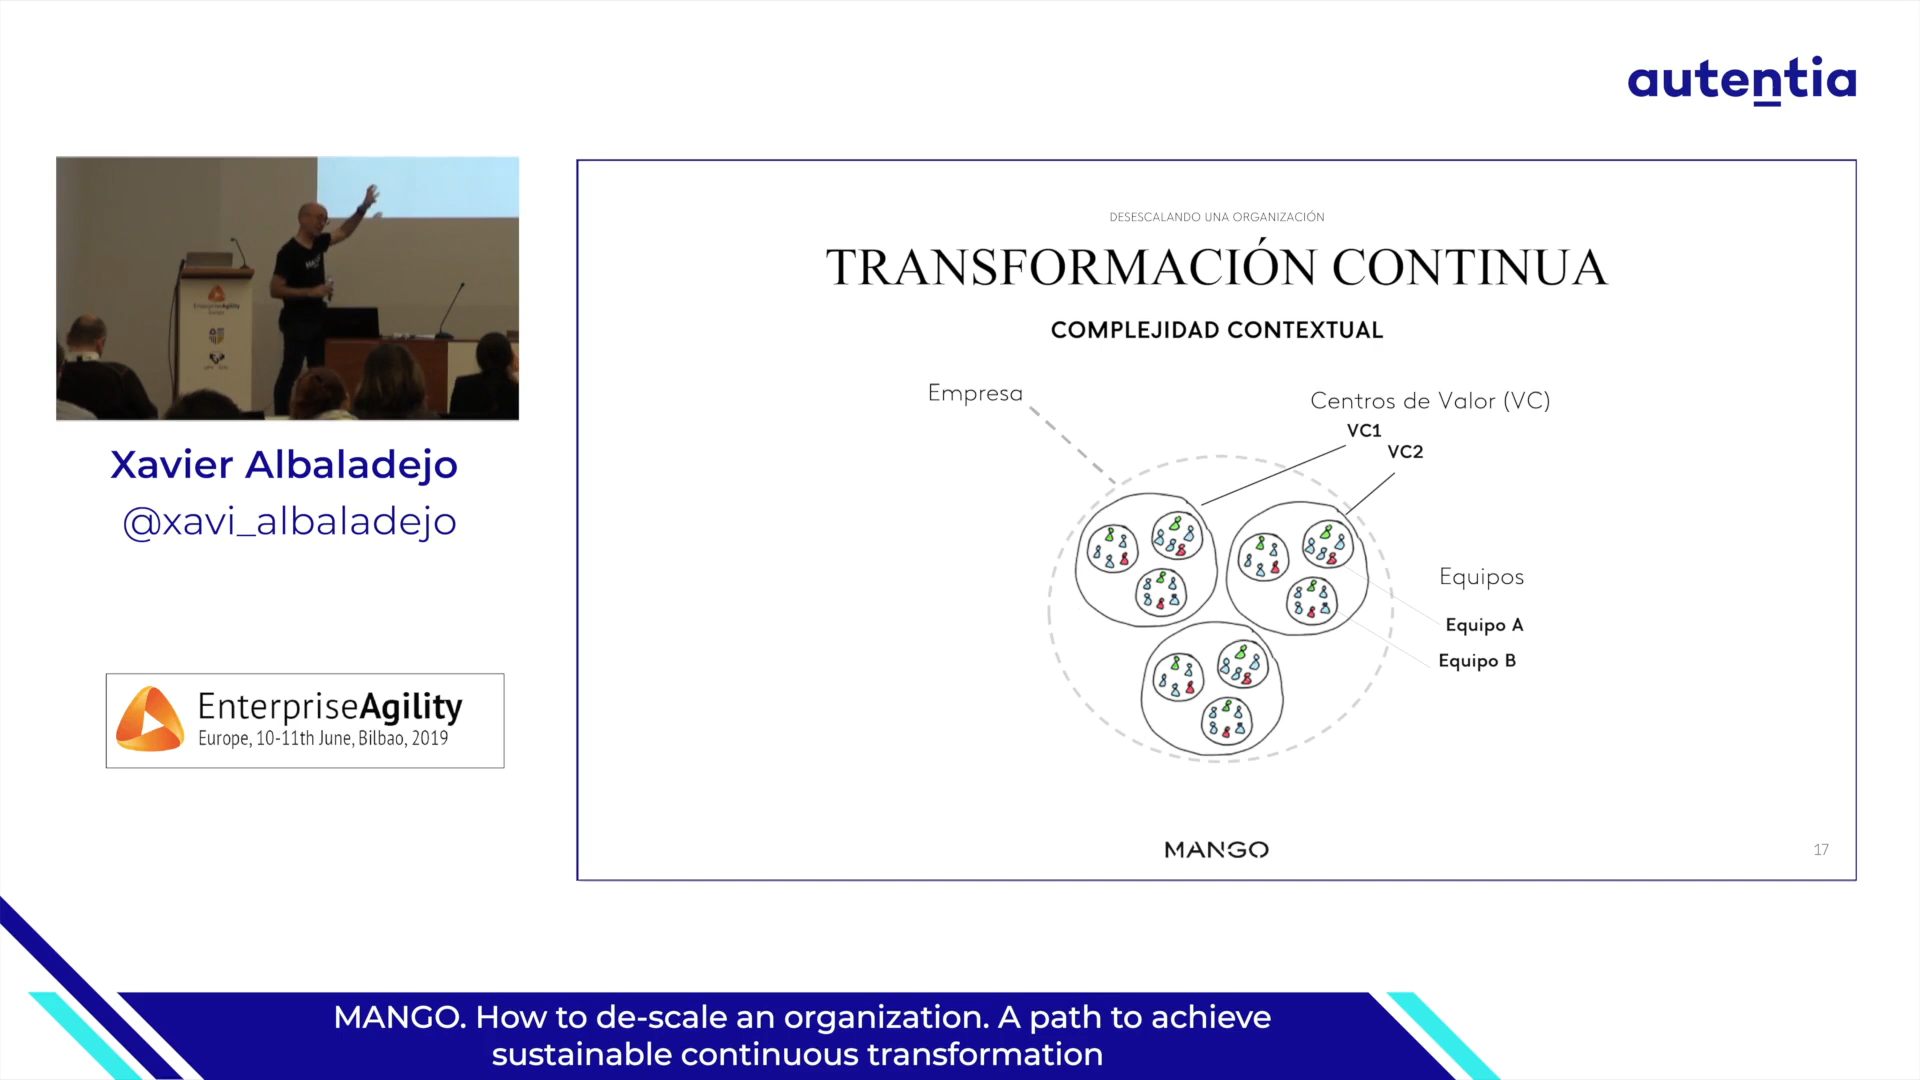 autentia
DESESCALANDO UNA ORGANIZACIÓN
TRANSFORMACIÓN CONTINUA
COMPLEJIDAD CONTEXTUAL
Empresa
Centros de Valor (VC)
VC1
VC2
Equipos
Equipo A
Equipo B
MANGO
17
Xavier Albaladejo
@xavi_albaladejo
EnterpriseAgility
Europe, 10-11th June, Bilbao, 2019
MANGO. How to de-scale an organization. A path to achieve
sustainable continuous transformation